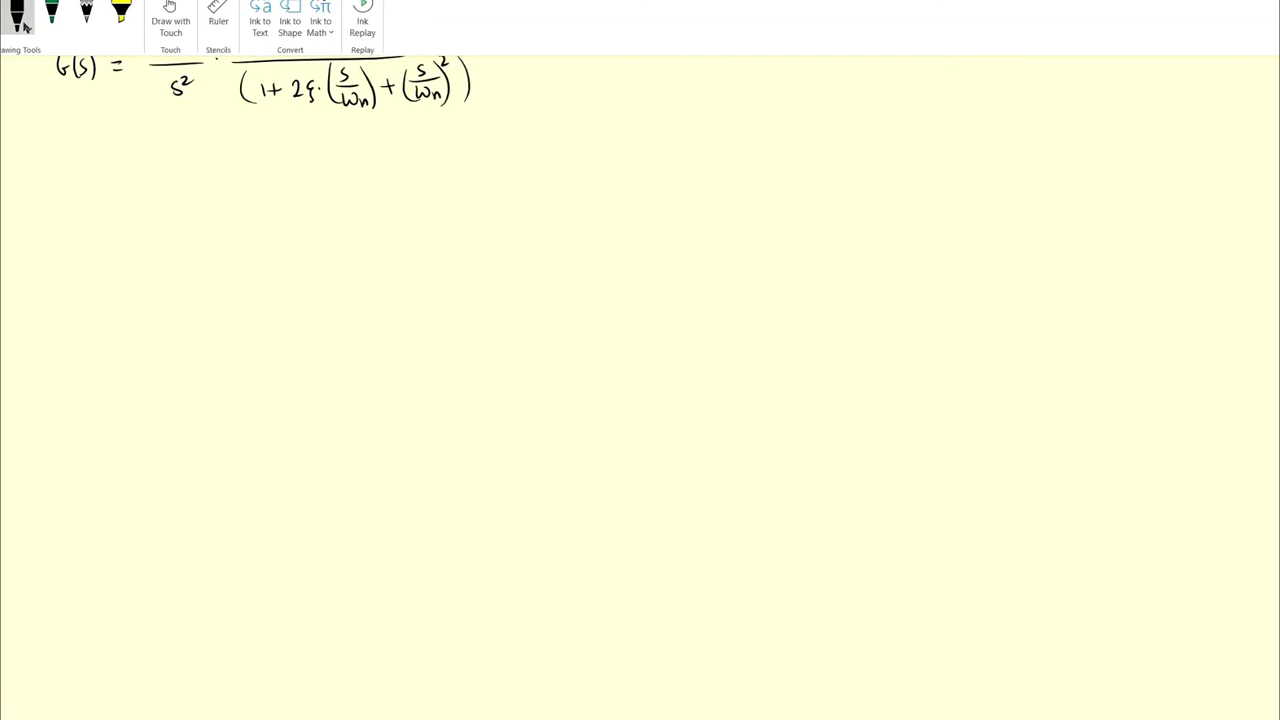 Draw with Touch
Ruler
Ink to Text
Ink to Shape
Ink to Math
Ink Replay
rawing Tools
Touch
Stencils
Convert
Replay
G(s) =
s² · (1 + 2ξ·(s/ωn) + (s/ωn)²)